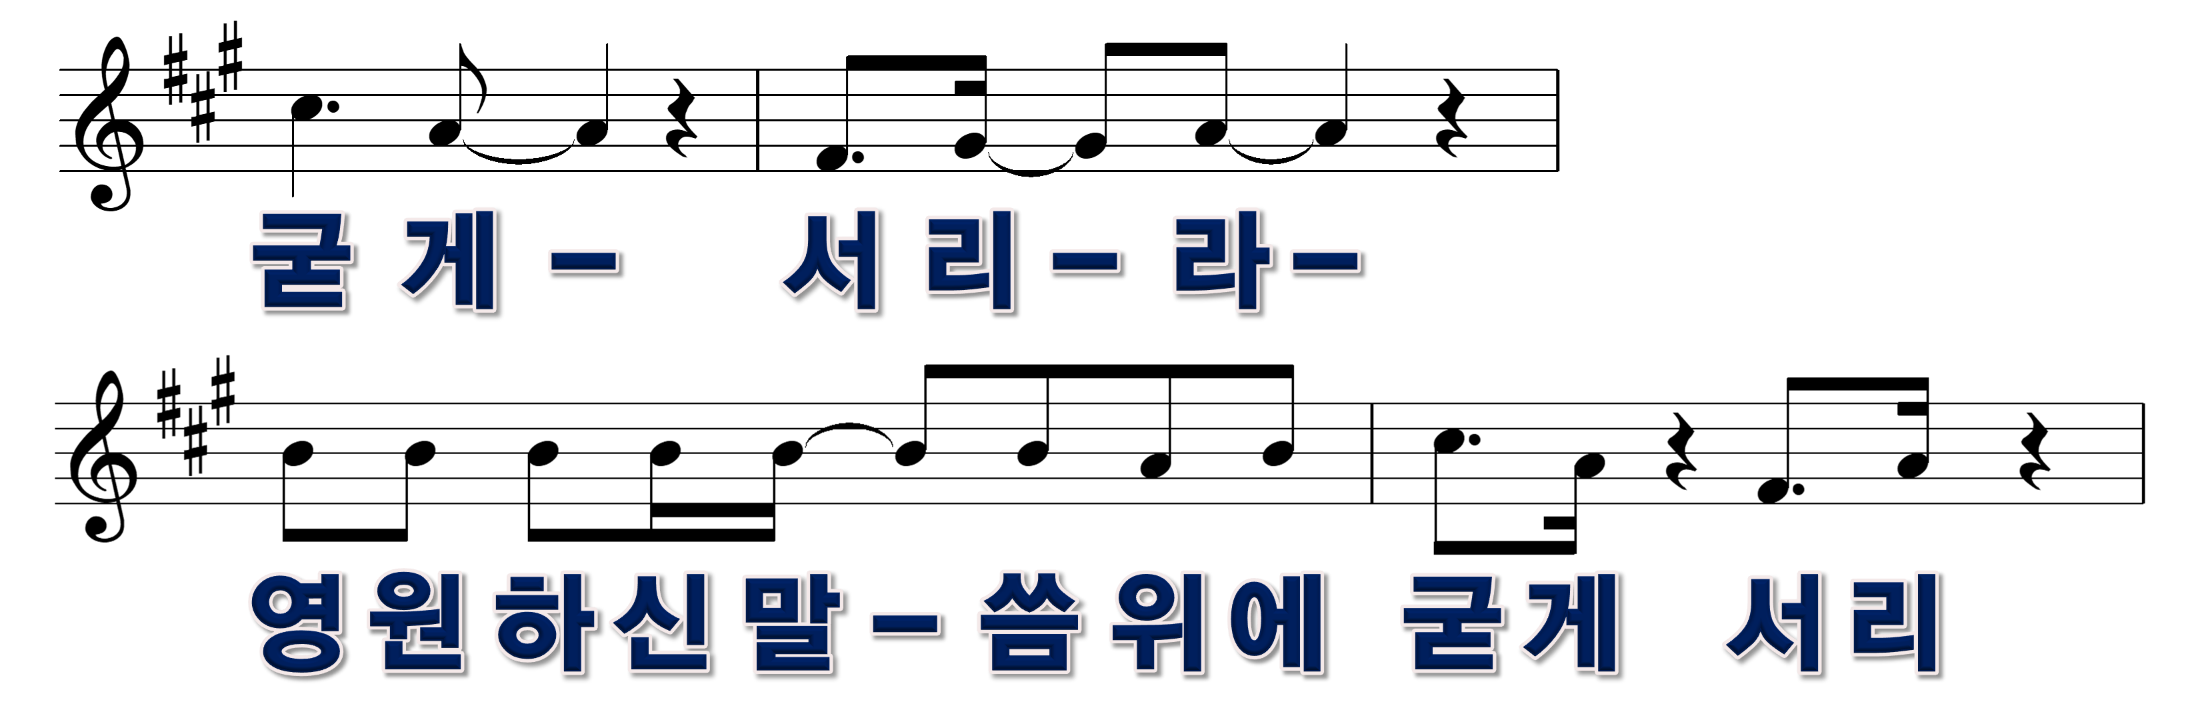 굳 게 – 서 리 – 라 –
영 원 하 신 말 – 씀 위 에 굳 게 서 리